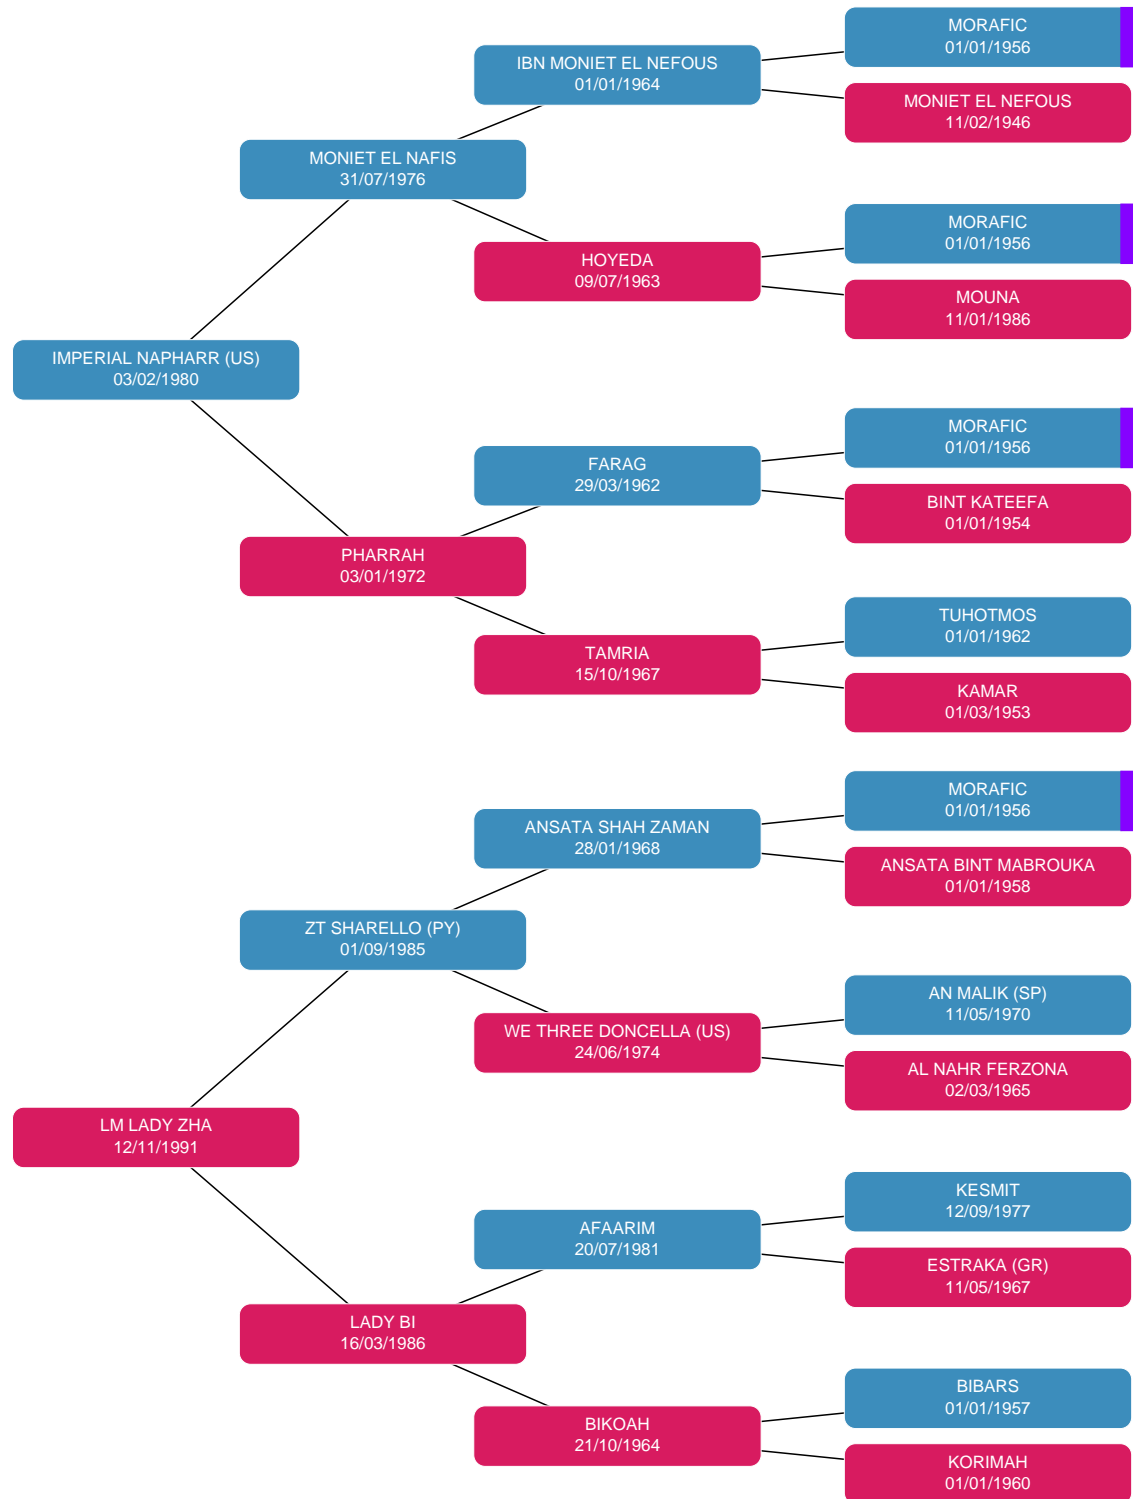 MORAFIC
01/01/1956
IBN MONIET EL NEFOUS
01/01/1964
MONIET EL NEFOUS
11/02/1946
MONIET EL NAFIS
31/07/1976
MORAFIC
01/01/1956
HOYEDA
09/07/1963
MOUNA
11/01/1986
IMPERIAL NAPHARR (US)
03/02/1980
MORAFIC
01/01/1956
FARAG
29/03/1962
BINT KATEEFA
01/01/1954
PHARRAH
03/01/1972
TUHOTMOS
01/01/1962
TAMRIA
15/10/1967
KAMAR
01/03/1953
MORAFIC
01/01/1956
ANSATA SHAH ZAMAN
28/01/1968
ANSATA BINT MABROUKA
01/01/1958
ZT SHARELLO (PY)
01/09/1985
AN MALIK (SP)
11/05/1970
WE THREE DONCELLA (US)
24/06/1974
AL NAHR FERZONA
02/03/1965
LM LADY ZHA
12/11/1991
KESMIT
12/09/1977
AFAARIM
20/07/1981
ESTRAKA (GR)
11/05/1967
LADY BI
16/03/1986
BIBARS
01/01/1957
BIKOAH
21/10/1964
KORIMAH
01/01/1960